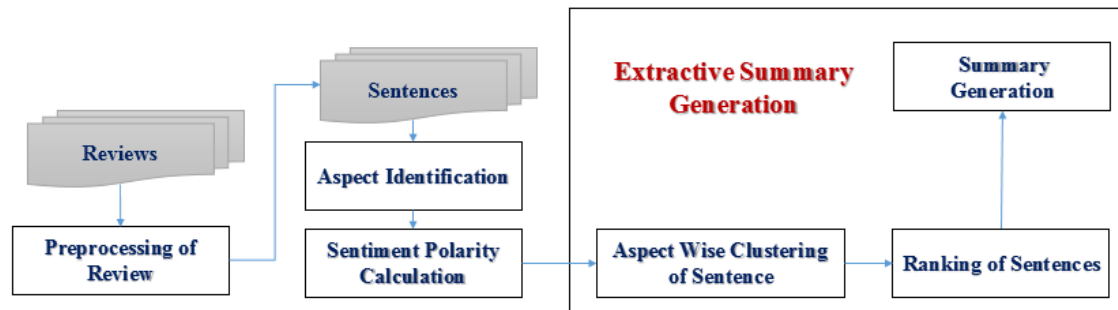 Reviews
Preprocessing of
Review
Sentences
Aspect Identification
Sentiment Polarity
Calculation
Extractive Summary
Generation
Aspect Wise Clustering
of Sentence
Ranking of Sentences
Summary
Generation